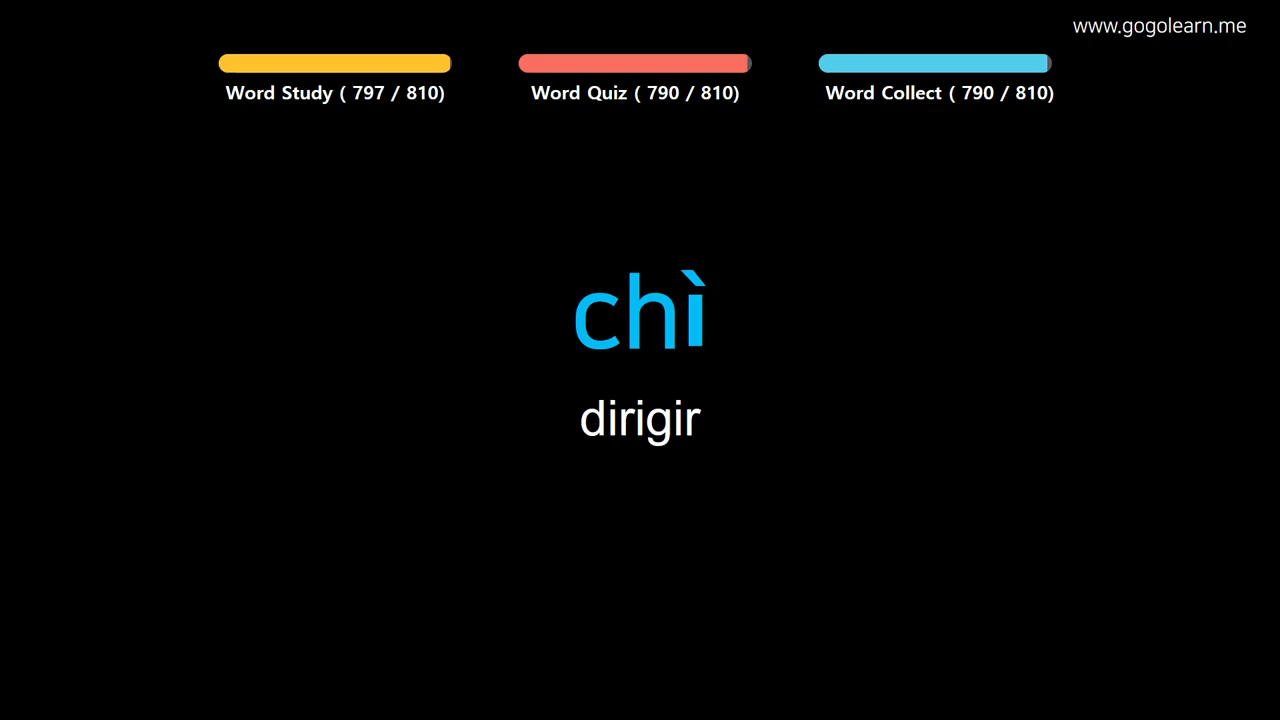 www.gogolearn.me
Word Study ( 797 / 810)
Word Quiz ( 790 / 810)
Word Collect ( 790 / 810)
chì
dirigir